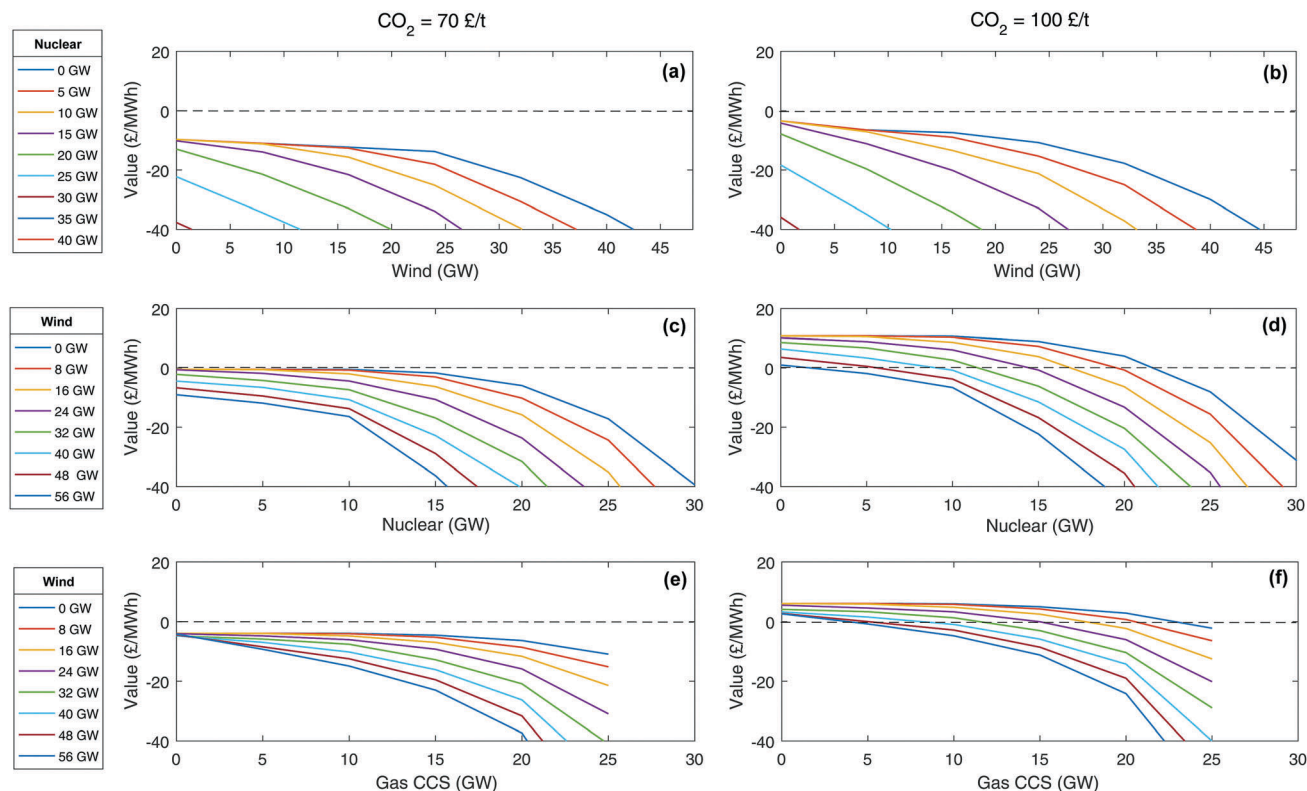 CO2 = 70 £/t
CO2 = 100 £/t
Nuclear
0 GW
5 GW
10 GW
15 GW
20 GW
25 GW
30 GW
35 GW
40 GW
(a)
20
0
-20
-40
Value (£/MWh)
0 5 10 15 20 25 30 35 40 45
Wind (GW)
(b)
20
0
-20
-40
Value (£/MWh)
0 5 10 15 20 25 30 35 40 45
Wind (GW)
Wind
0 GW
8 GW
16 GW
24 GW
32 GW
40 GW
48 GW
56 GW
(c)
20
0
-20
-40
Value (£/MWh)
0 5 10 15 20 25 30
Nuclear (GW)
(d)
20
0
-20
-40
Value (£/MWh)
0 5 10 15 20 25 30
Nuclear (GW)
Wind
0 GW
8 GW
16 GW
24 GW
32 GW
40 GW
48 GW
56 GW
(e)
20
0
-20
-40
Value (£/MWh)
0 5 10 15 20 25 30
Gas CCS (GW)
(f)
20
0
-20
-40
Value (£/MWh)
0 5 10 15 20 25 30
Gas CCS (GW)